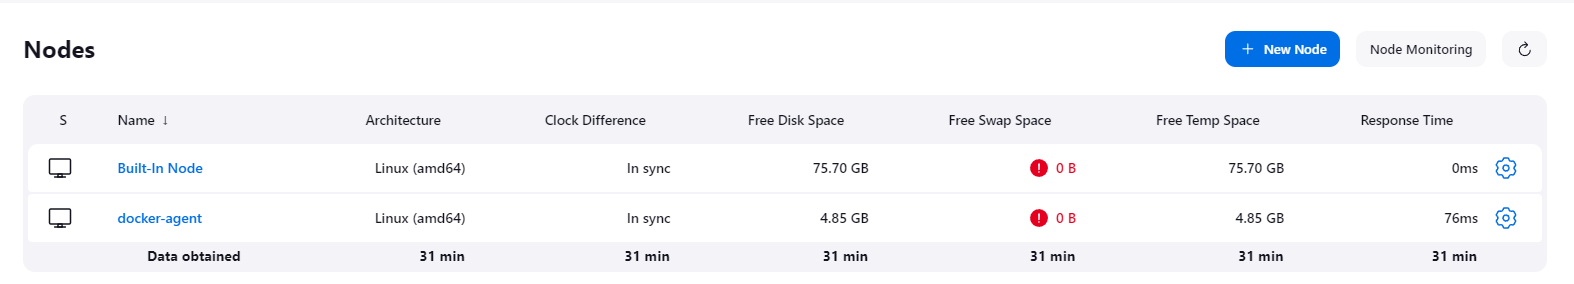 Nodes
+ New Node
Node Monitoring
S Name ↓ Architecture Clock Difference Free Disk Space Free Swap Space Free Temp Space Response Time
Built-In Node Linux (amd64) In sync 75.70 GB 0 B 75.70 GB 0ms
docker-agent Linux (amd64) In sync 4.85 GB 0 B 4.85 GB 76ms
Data obtained 31 min 31 min 31 min 31 min 31 min 31 min